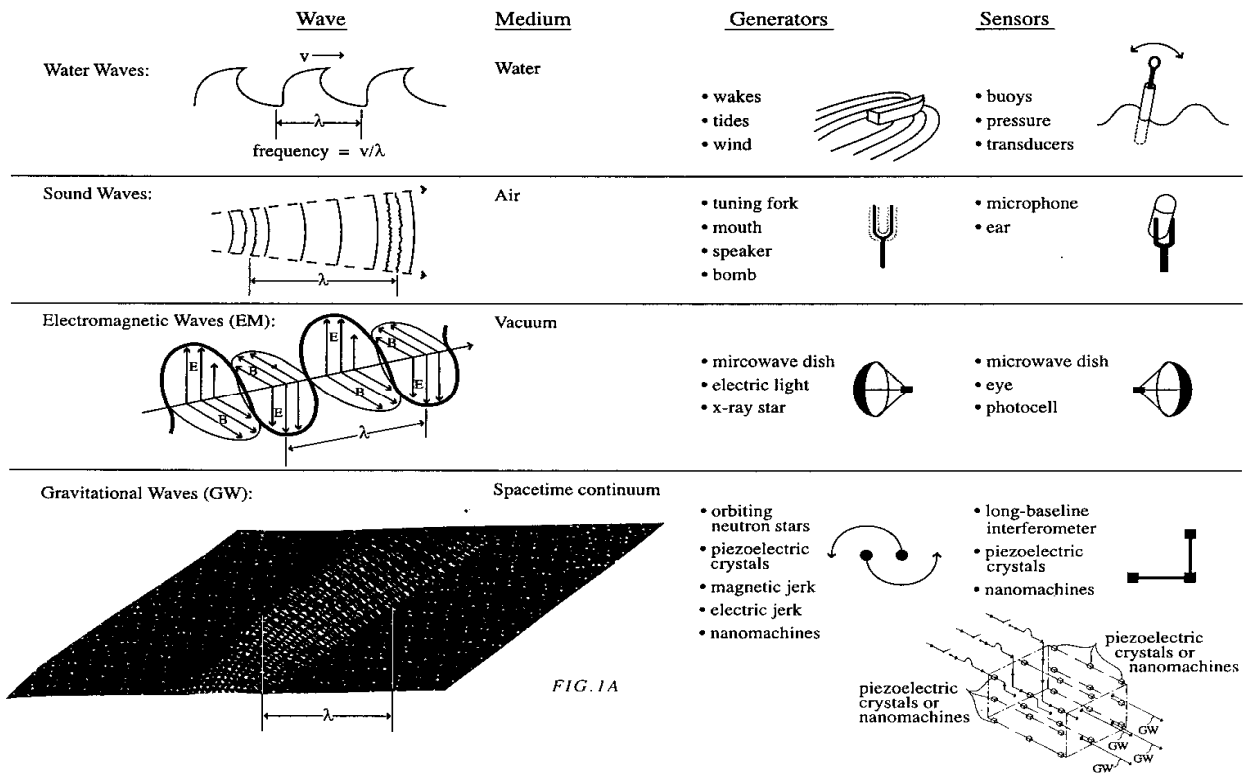 Wave Medium Generators Sensors
Water Waves:
v
λ
frequency = v/λ
Water
• wakes
• tides
• wind
• buoys
• pressure
• transducers
Sound Waves:
λ
Air
• tuning fork
• mouth
• speaker
• bomb
• microphone
• ear
Electromagnetic Waves (EM):
E
B
E
B
E
B
E
B
λ
Vacuum
• mircowave dish
• electric light
• x-ray star
• microwave dish
• eye
• photocell
Gravitational Waves (GW):
λ
Spacetime continuum
• orbiting
neutron stars
• piezoelectric
crystals
• magnetic jerk
• electric jerk
• nanomachines
• long-baseline
interferometer
• piezoelectric
crystals
• nanomachines
piezoelectric
crystals or
nanomachines
piezoelectric
crystals or
nanomachines
GW
GW
GW
GW
FIG. 1A